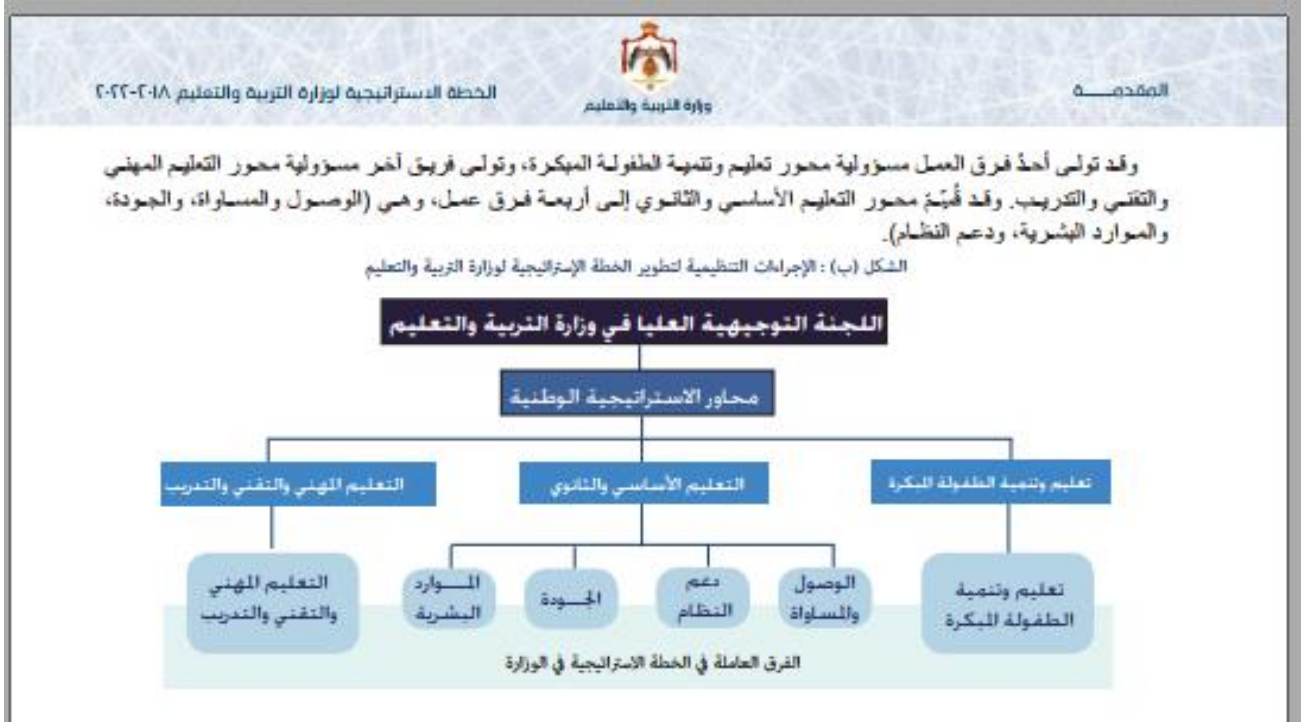 المقدمـــــة
وزارة التربية والتعليم
الخطة الاستراتيجية لوزارة التربية والتعليم ٢٠١٨-٢٠٢٢
وقد تولى أحدُ فرق العمل مسؤولية محور تعليم وتنمية الطفولة المبكرة، وتولى فريق آخر مسؤولية محور التعليم المهني
والتقني والتدريب. وقد قُسِّمَ محور التعليم الأساسي والثانوي إلى أربعة فرق عمل، وهي (الوصول والمساواة، والجودة،
والموارد البشرية، ودعم النظام).
الشكل (ب) : الإجراءات التنظيمية لتطوير الخطة الإستراتيجية لوزارة التربية والتعليم
اللجنة التوجيهية العليا في وزارة التربية والتعليم
محاور الاستراتيجية الوطنية
تعليم وتنمية الطفولة المبكرة
التعليم الأساسي والثانوي
التعليم المهني والتقني والتدريب
تعليم وتنمية
الطفولة المبكرة
الوصول
والمساواة
دعم
النظام
الجـــودة
المـــوارد
البشرية
التعليم المهني
والتقني والتدريب
الفرق العاملة في الخطة الاستراتيجية في الوزارة